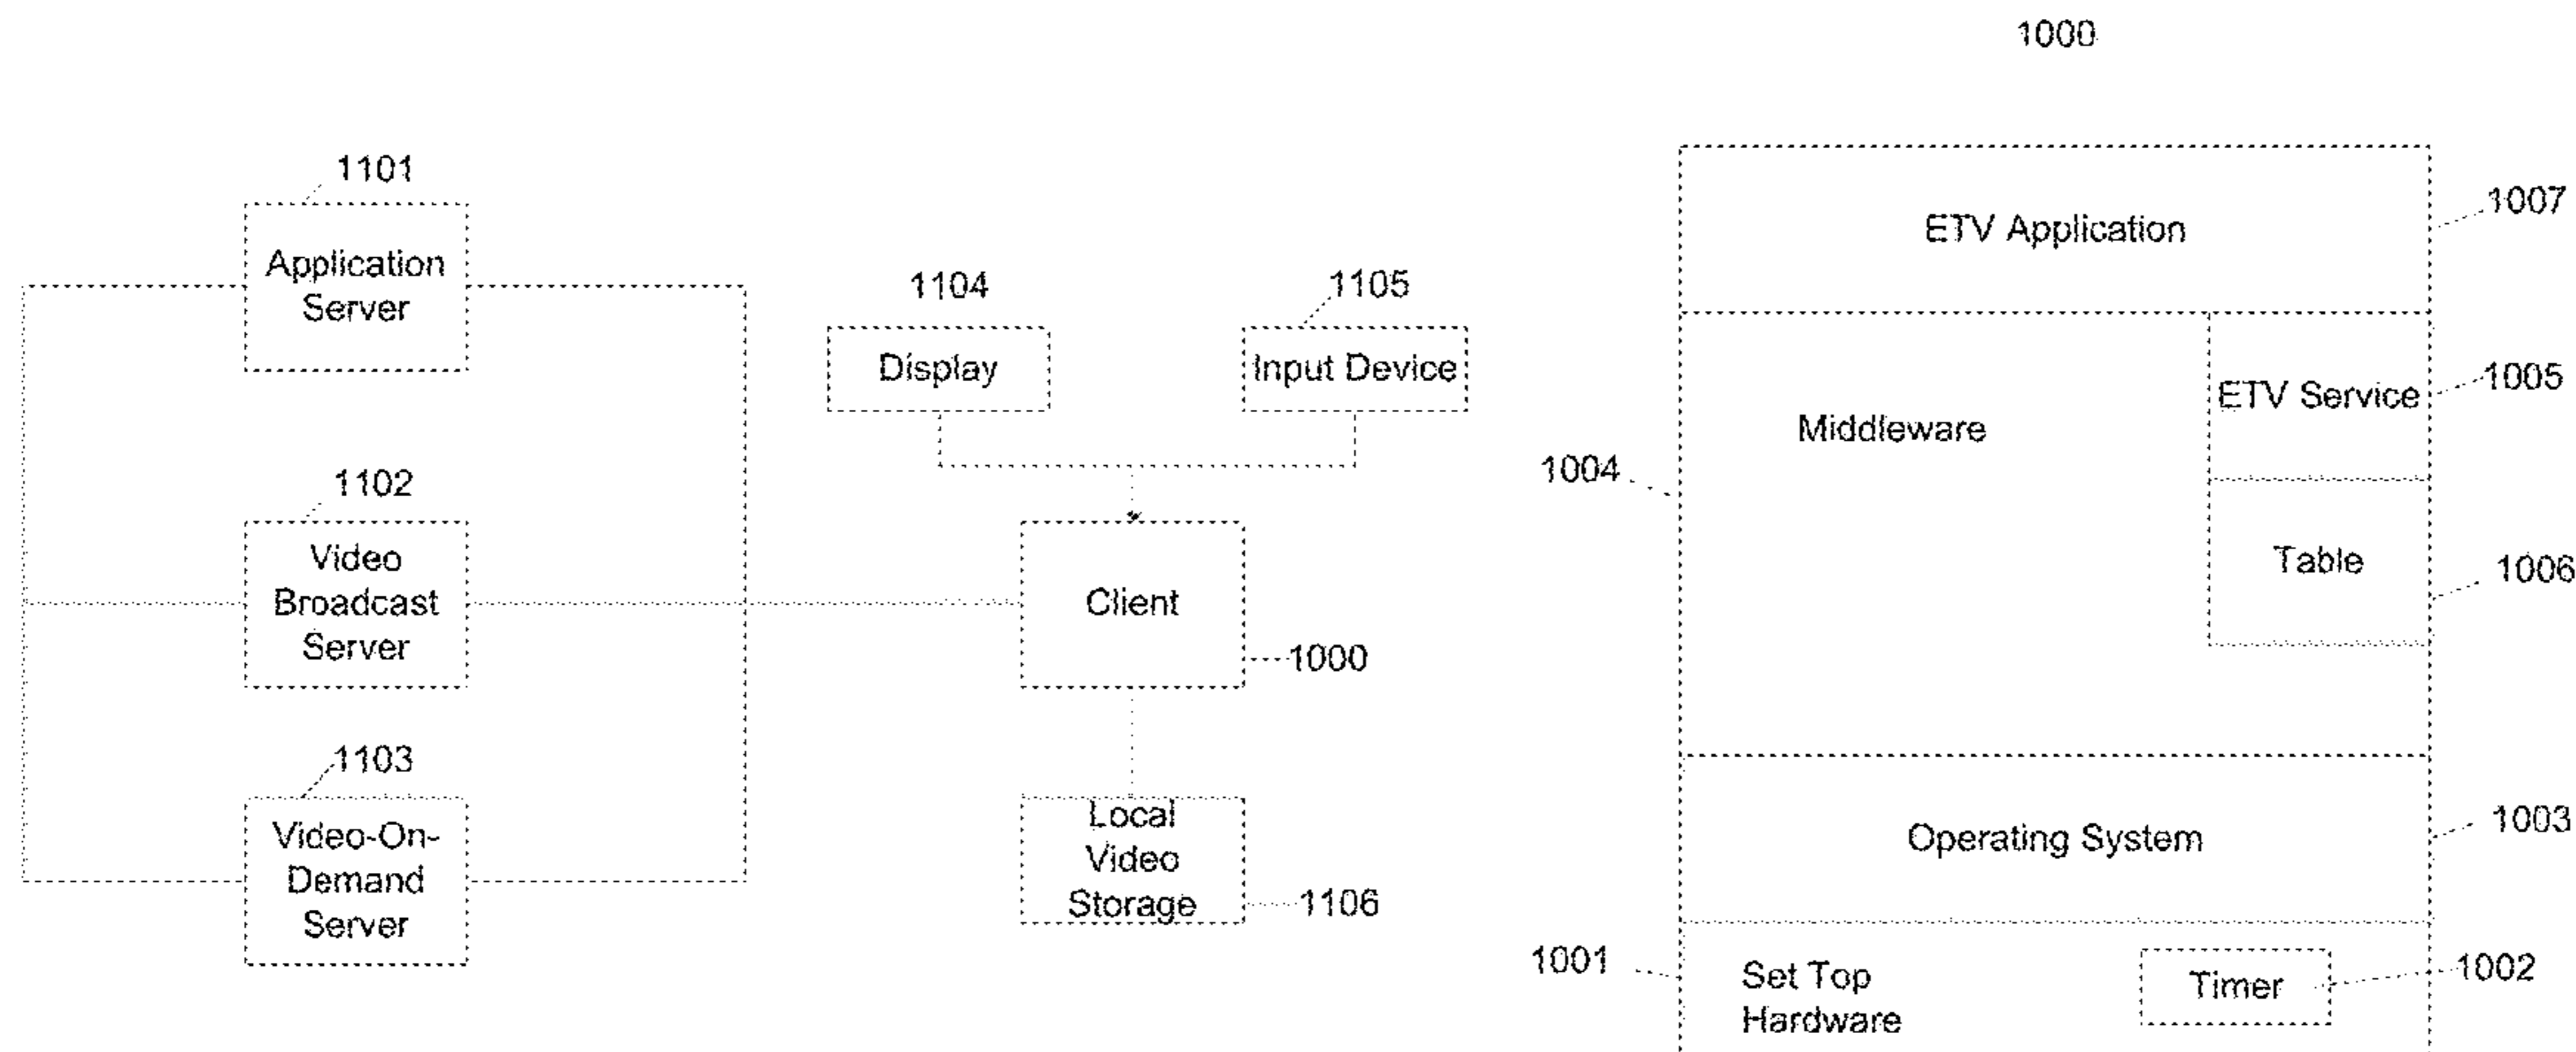 1000
1101
Application
Server
1102
Video
Broadcast
Server
1103
Video-On-
Demand
Server
1104
Display
1105
Input Device
Client
1000
Local
Video
Storage
1106
ETV Application
1007
Middleware
1004
ETV Service
1005
Table
1006
Operating System
1003
1001
Set Top
Hardware
Timer
1002